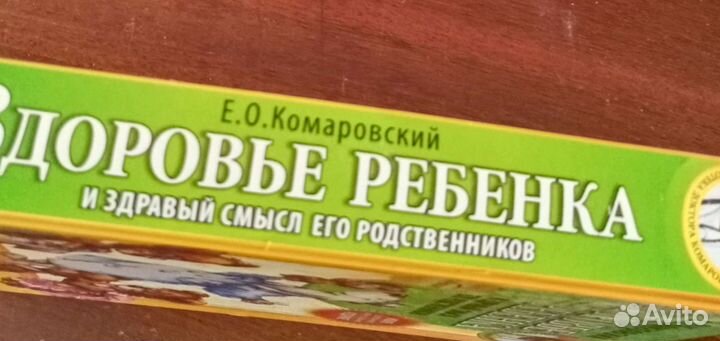 Е.О.Комаровский
ЗДОРОВЬЕ РЕБЕНКА
И ЗДРАВЫЙ СМЫСЛ ЕГО РОДСТВЕННИКОВ
Avito